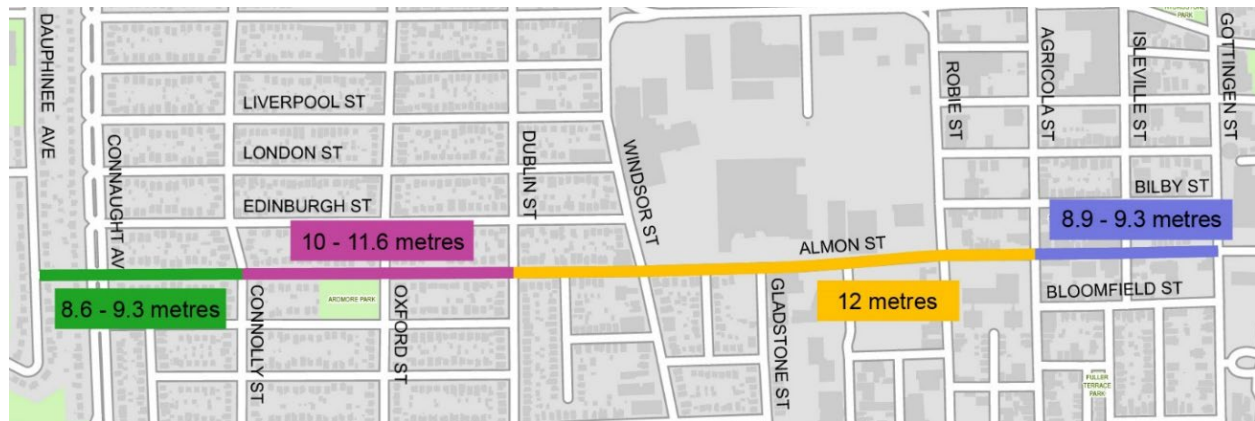 DAUPHINEE AVE
CONNAUGHT AV
LIVERPOOL ST
LONDON ST
EDINBURGH ST
DUBLIN ST
WINDSOR ST
ROBIE ST
AGRICOLA ST
ISLEVILLE ST
GOTTINGEN ST
BILBY ST
10 - 11.6 metres
8.9 - 9.3 metres
ALMON ST
8.6 - 9.3 metres
CONNOLLY ST
ARDMORE PARK
OXFORD ST
GLADSTONE ST
12 metres
BLOOMFIELD ST
FULLER
TERRACE
PARK